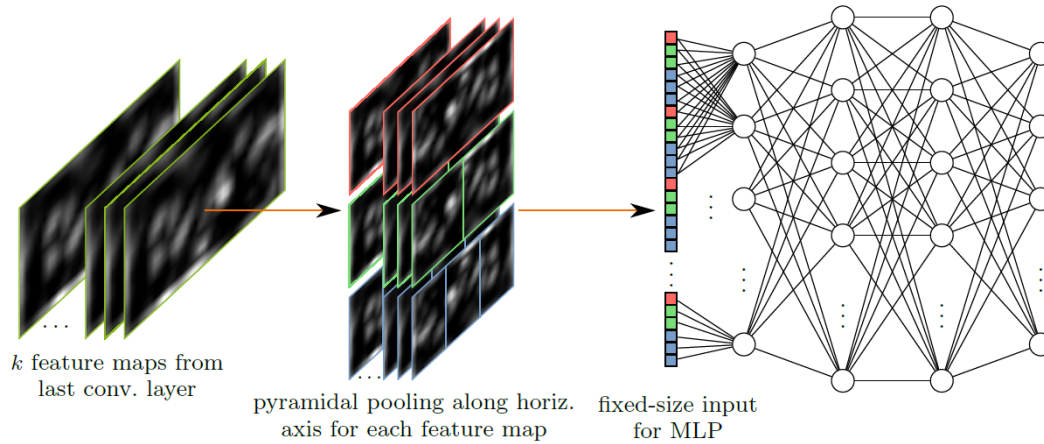 k feature maps from
last conv. layer
pyramidal pooling along horiz.
axis for each feature map
fixed-size input
for MLP